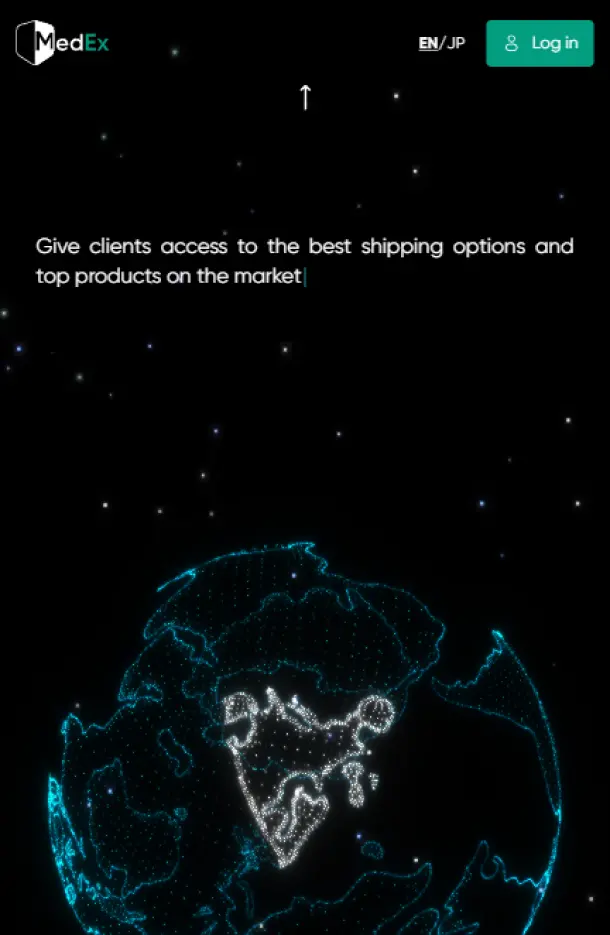 MedEx
EN/JP
Log in
Give clients access to the best shipping options and
top products on the market